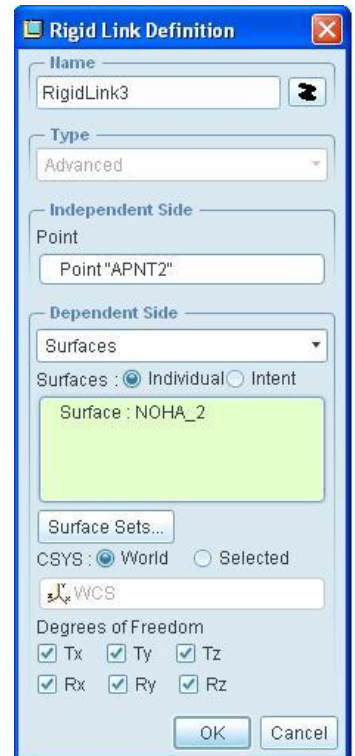 Rigid Link Definition
Name
RigidLink3
Type
Advanced
Independent Side
Point
Point "APNT2"
Dependent Side
Surfaces
Surfaces : Individual Intent
Surface : NOHA_2
Surface Sets...
CSYS : World Selected
WCS
Degrees of Freedom
Tx Ty Tz
Rx Ry Rz
OK Cancel